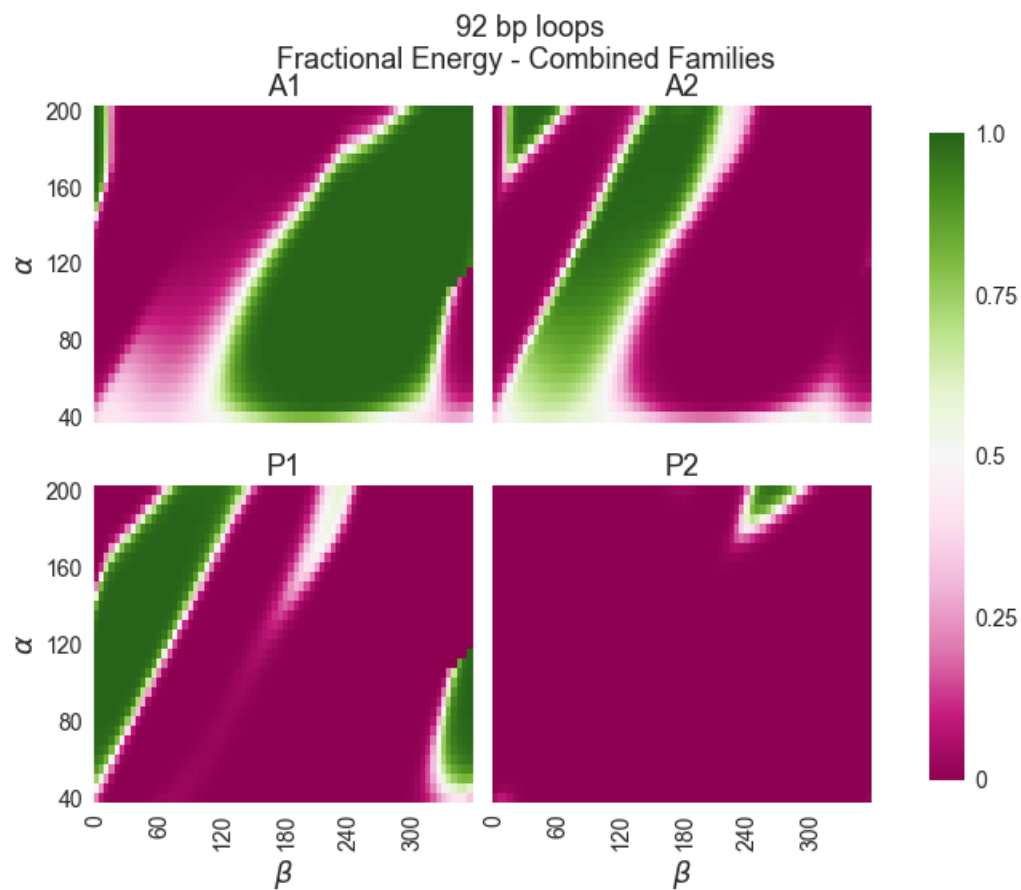 92 bp loops
Fractional Energy - Combined Families
A1 A2
200
160
α 120
80
40
1.0
0.75
0.5
0.25
0
P1 P2
200
160
α 120
80
40
0 60 120 180 240 300 0 60 120 180 240 300
β β